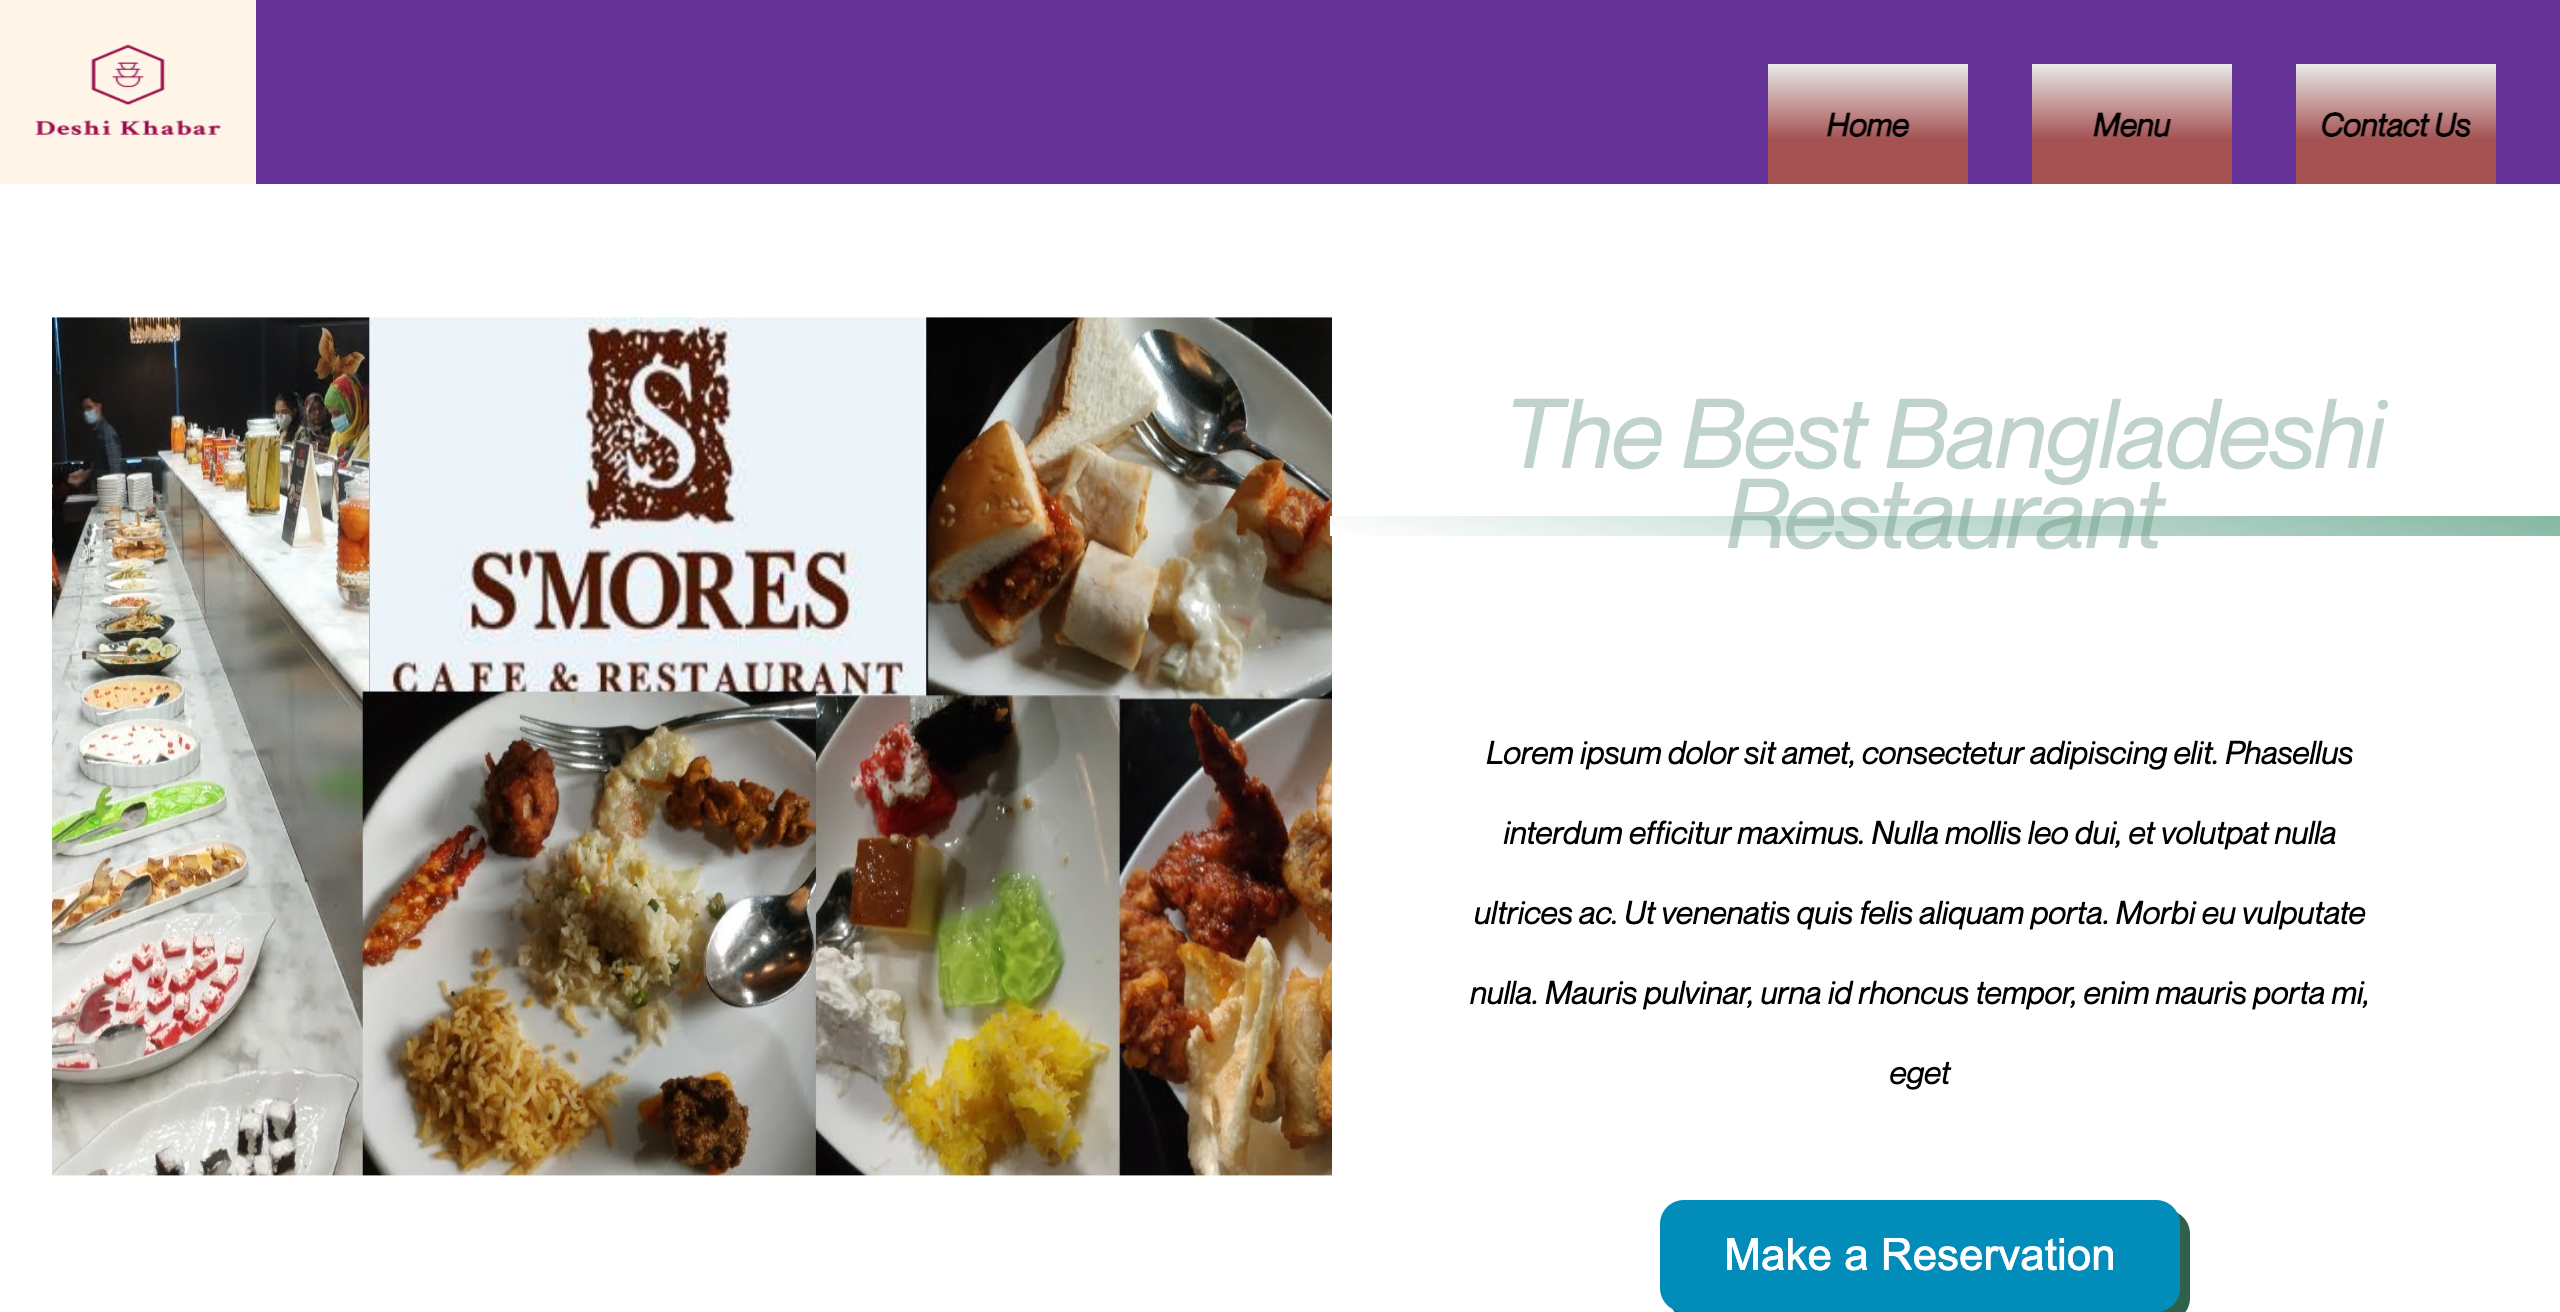 Deshi Khabar
Home
Menu
Contact Us
S
S'MORES
CAFE & RESTAURANT
The Best Bangladeshi
Restaurant
Lorem ipsum dolor sit amet, consectetur adipiscing elit. Phasellus
interdum efficitur maximus. Nulla mollis leo dui, et volutpat nulla
ultrices ac. Ut venenatis quis felis aliquam porta. Morbi eu vulputate
nulla. Mauris pulvinar, urna id rhoncus tempor, enim mauris porta mi,
eget
Make a Reservation